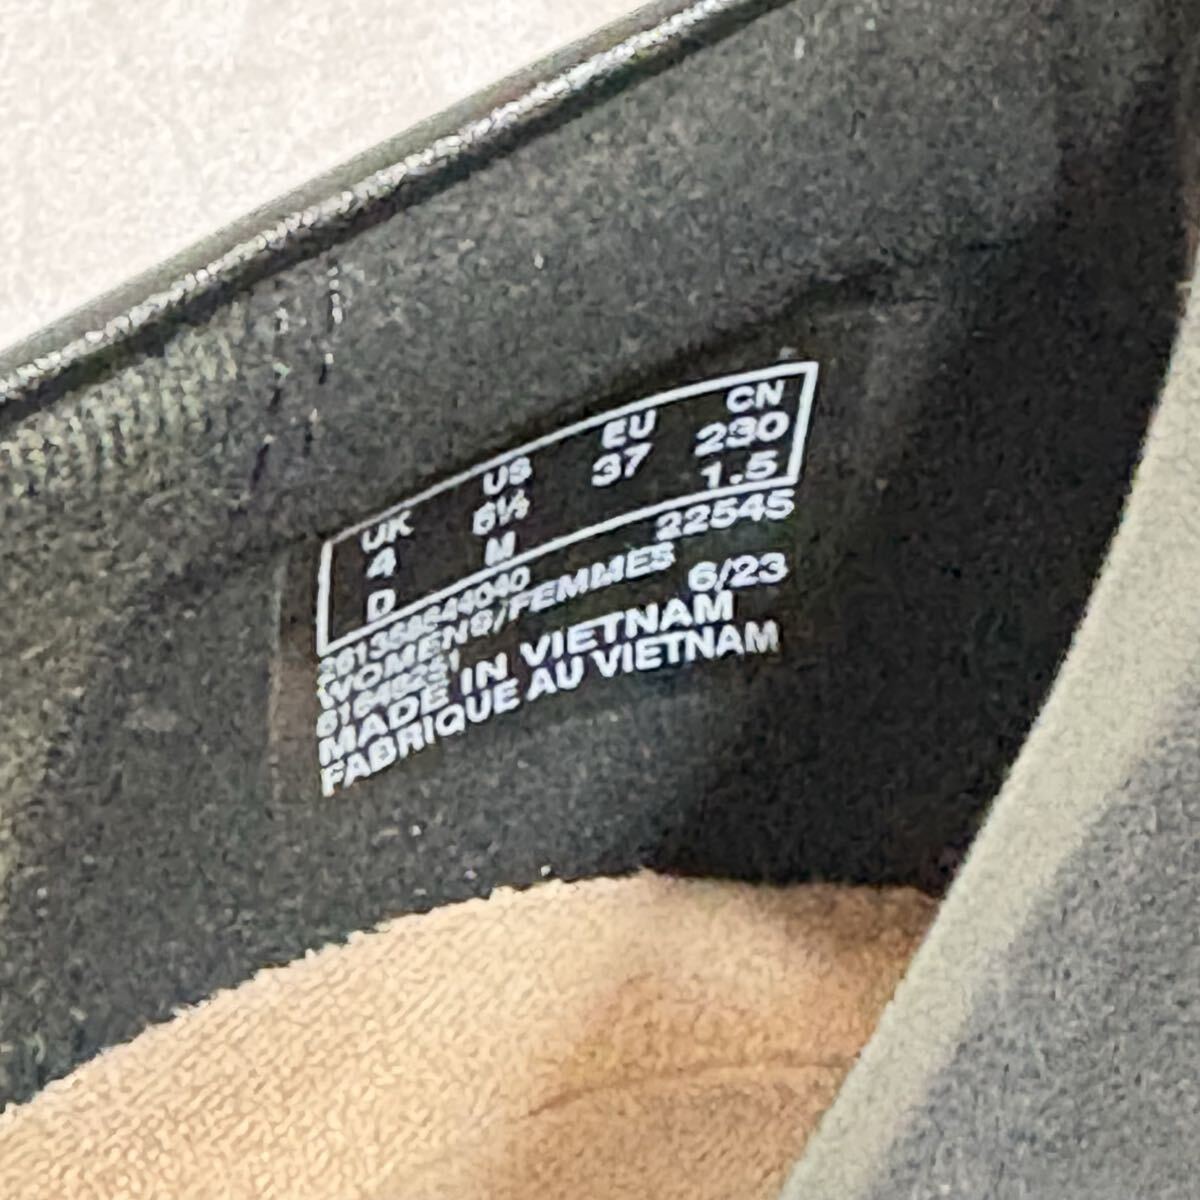 UK US EU CN
4 6½ 37 230
D M 1.5
261358844040 22545
WOMENS/FEMMES
6/23
MADE IN VIETNAM
FABRIQUE AU VIETNAM